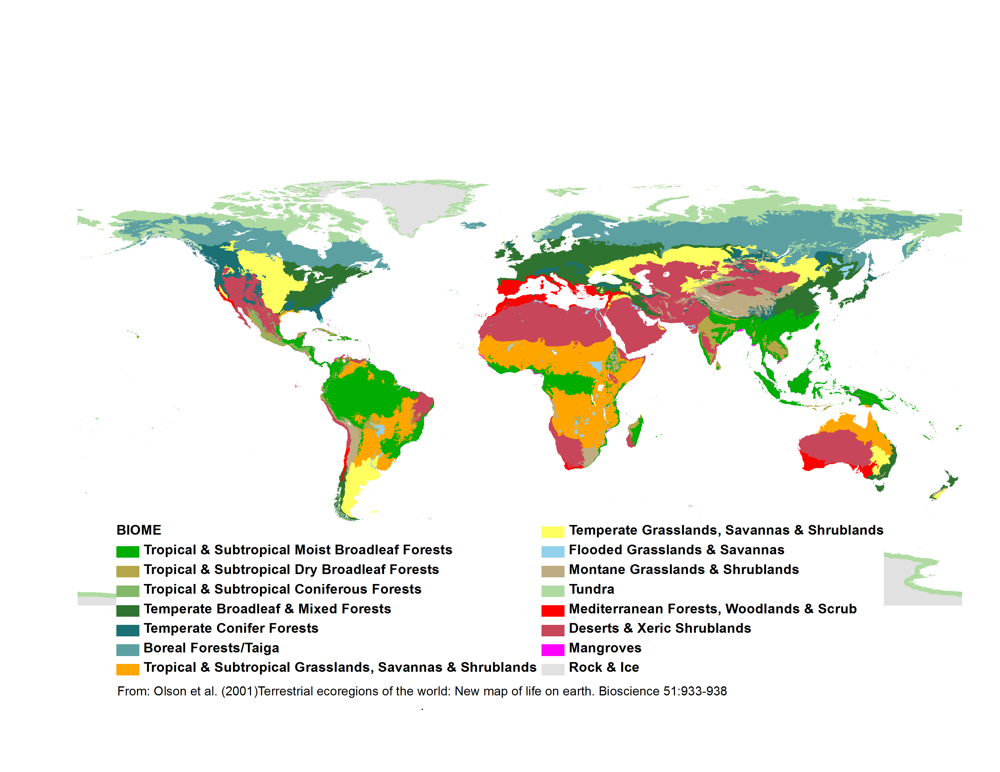 BIOME
Tropical & Subtropical Moist Broadleaf Forests
Tropical & Subtropical Dry Broadleaf Forests
Tropical & Subtropical Coniferous Forests
Temperate Broadleaf & Mixed Forests
Temperate Conifer Forests
Boreal Forests/Taiga
Tropical & Subtropical Grasslands, Savannas & Shrublands
Temperate Grasslands, Savannas & Shrublands
Flooded Grasslands & Savannas
Montane Grasslands & Shrublands
Tundra
Mediterranean Forests, Woodlands & Scrub
Deserts & Xeric Shrublands
Mangroves
Rock & Ice
From: Olson et al. (2001)Terrestrial ecoregions of the world: New map of life on earth. Bioscience 51:933-938
.